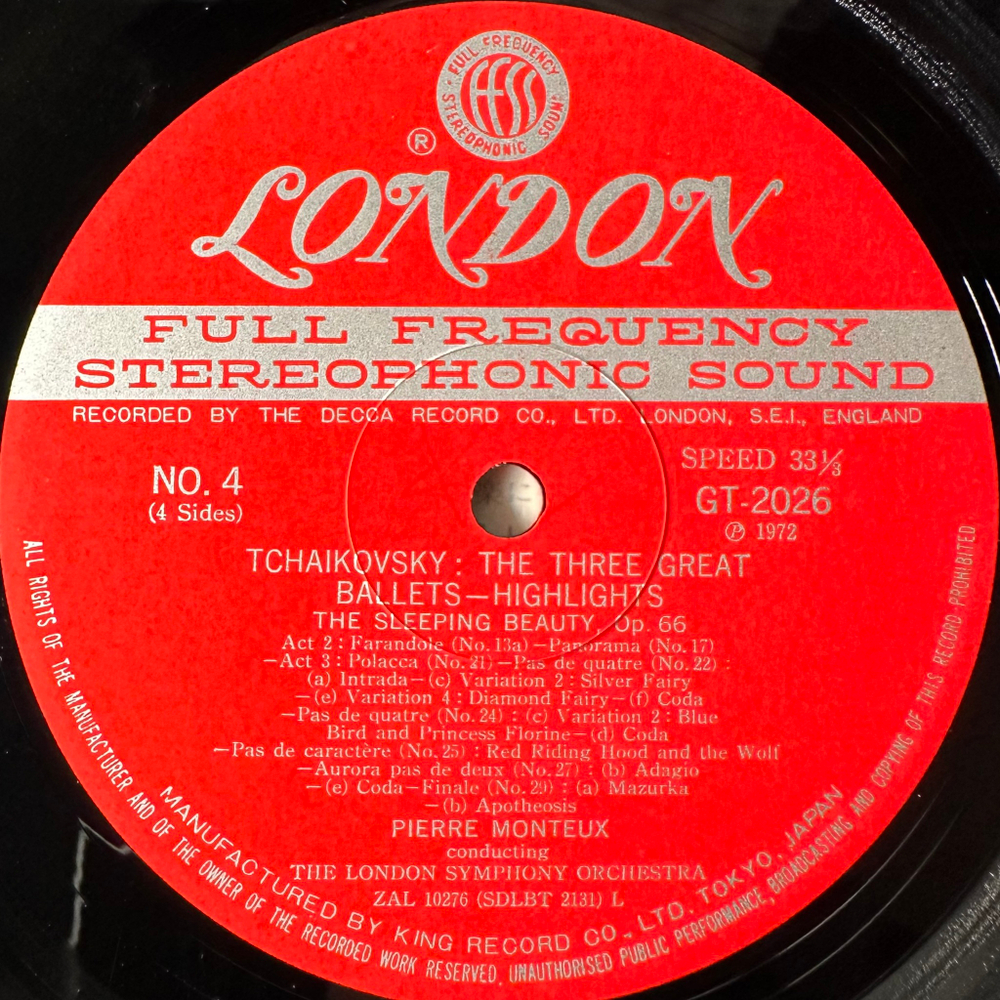 FULL FREQUENCY
STEREOPHONIC SOUND
ffss
®
LONDON
FULL FREQUENCY
STEREOPHONIC SOUND
RECORDED BY THE DECCA RECORD CO., LTD. LONDON, S.E.I., ENGLAND
NO. 4
(4 Sides)
SPEED 33⅓
GT-2026
Ⓟ 1972
TCHAIKOVSKY : THE THREE GREAT
BALLETS—HIGHLIGHTS
THE SLEEPING BEAUTY, Op. 66
Act 2 : Farandole (No. 13a)—Panorama (No. 17)
—Act 3 : Polacca (No. 21)—Pas de quatre (No. 22) :
(a) Intrada—(c) Variation 2 : Silver Fairy
—(e) Variation 4 : Diamond Fairy—(f) Coda
—Pas de quatre (No. 24) : (c) Variation 2 : Blue
Bird and Princess Florine—(d) Coda
—Pas de caractère (No. 25) : Red Riding Hood and the Wolf
—Aurora pas de deux (No. 27) : (b) Adagio
—(e) Coda—Finale (No. 29) : (a) Mazurka
—(b) Apotheosis
PIERRE MONTEUX
conducting
THE LONDON SYMPHONY ORCHESTRA
ZAL 10276 (SDLBT 2131) L
MANUFACTURED BY KING RECORD CO., LTD. TOKYO, JAPAN
ALL RIGHTS OF THE MANUFACTURER AND OF THE OWNER OF THE RECORDED WORK RESERVED. UNAUTHORISED PUBLIC PERFORMANCE, BROADCASTING AND COPYING OF THIS RECORD PROHIBITED